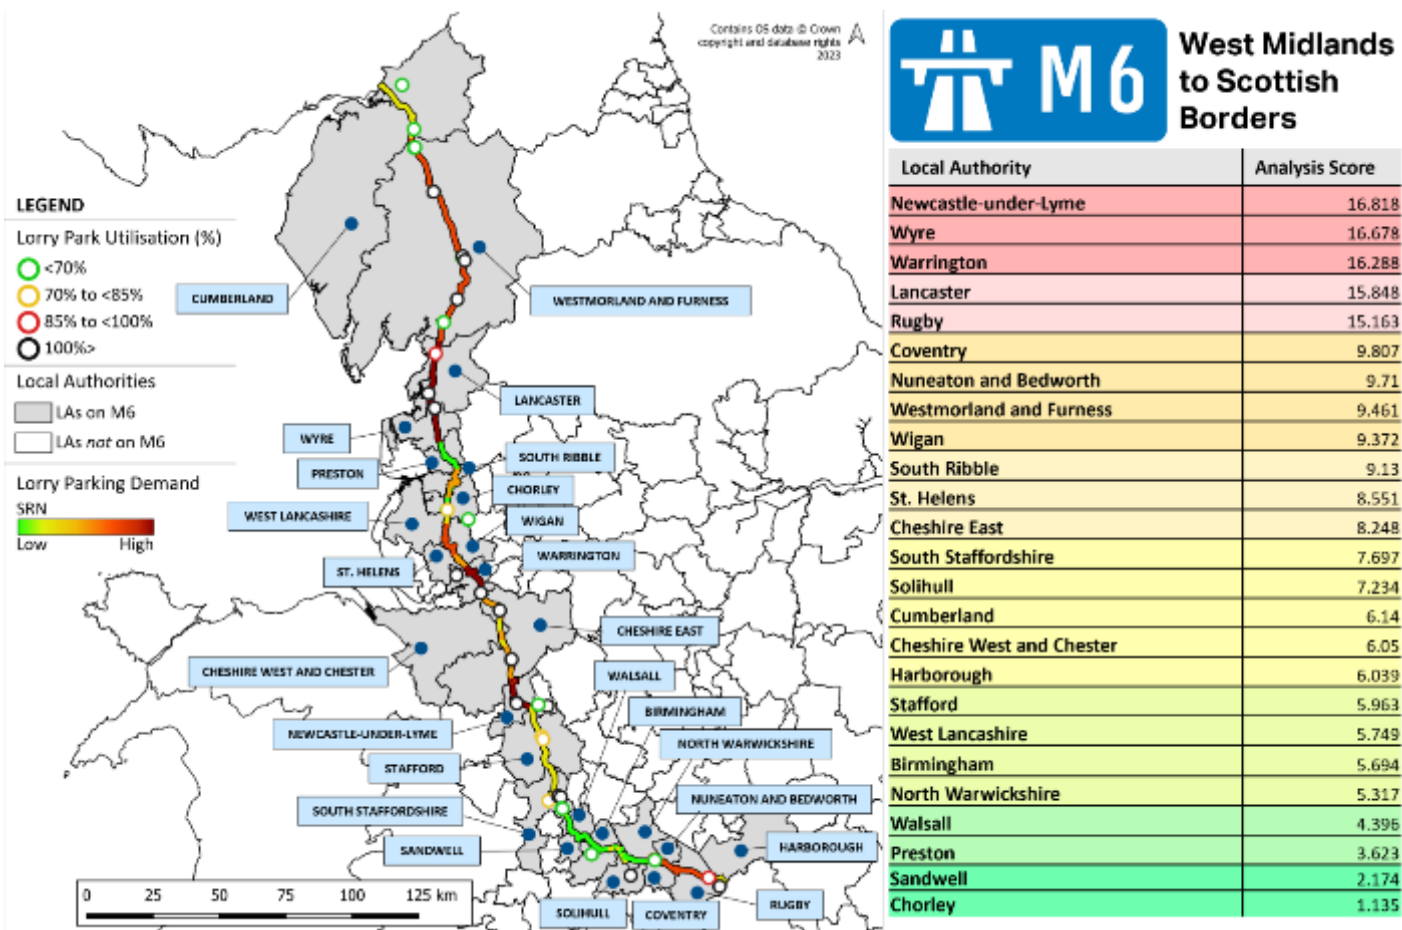 Contains OS data © Crown
copyright and database rights
2023
M6
West Midlands
to Scottish
Borders
LEGEND
Lorry Park Utilisation (%)
<70%
70% to <85%
85% to <100%
100%>
Local Authorities
LAs on M6
LAs not on M6
Lorry Parking Demand
SRN
Low High
CUMBERLAND
WESTMORLAND AND FURNESS
LANCASTER
WYRE
PRESTON
SOUTH RIBBLE
CHORLEY
WEST LANCASHIRE
WIGAN
WARRINGTON
ST. HELENS
CHESHIRE EAST
CHESHIRE WEST AND CHESTER
WALSALL
BIRMINGHAM
NEWCASTLE-UNDER-LYME
NORTH WARWICKSHIRE
STAFFORD
NUNEATON AND BEDWORTH
SOUTH STAFFORDSHIRE
SANDWELL
HARBOROUGH
RUGBY
SOLIHULL
COVENTRY
0 25 50 75 100 125 km
Local Authority Analysis Score
Newcastle-under-Lyme 16.818
Wyre 16.678
Warrington 16.288
Lancaster 15.848
Rugby 15.163
Coventry 9.807
Nuneaton and Bedworth 9.71
Westmorland and Furness 9.461
Wigan 9.372
South Ribble 9.13
St. Helens 8.551
Cheshire East 8.248
South Staffordshire 7.697
Solihull 7.234
Cumberland 6.14
Cheshire West and Chester 6.05
Harborough 6.039
Stafford 5.963
West Lancashire 5.749
Birmingham 5.694
North Warwickshire 5.317
Walsall 4.396
Preston 3.623
Sandwell 2.174
Chorley 1.135